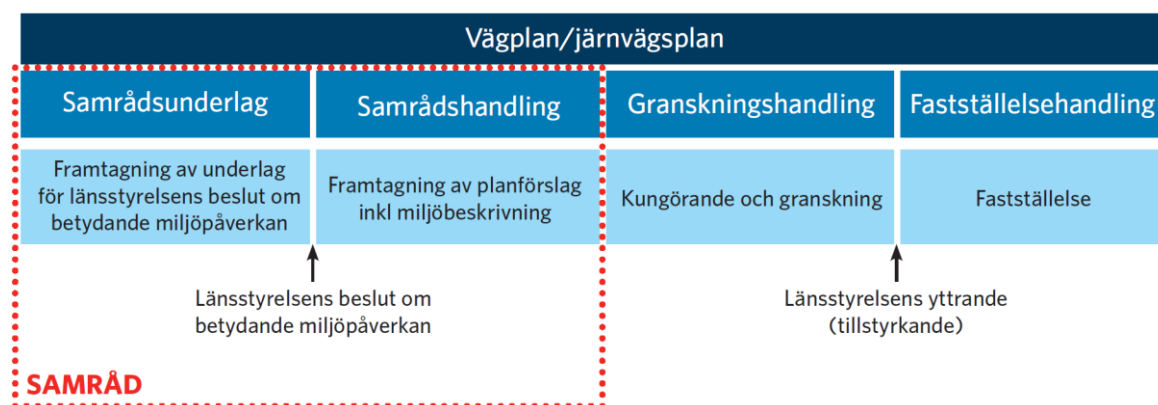 Vägplan/järnvägsplan
Samrådsunderlag
Samrådshandling
Granskningshandling
Fastställelsehandling
Framtagning av underlag
för länsstyrelsens beslut om
betydande miljöpåverkan
Framtagning av planförslag
inkl miljöbeskrivning
Kungörande och granskning
Fastställelse
Länsstyrelsens beslut om
betydande miljöpåverkan
Länsstyrelsens yttrande
(tillstyrkande)
SAMRÅD